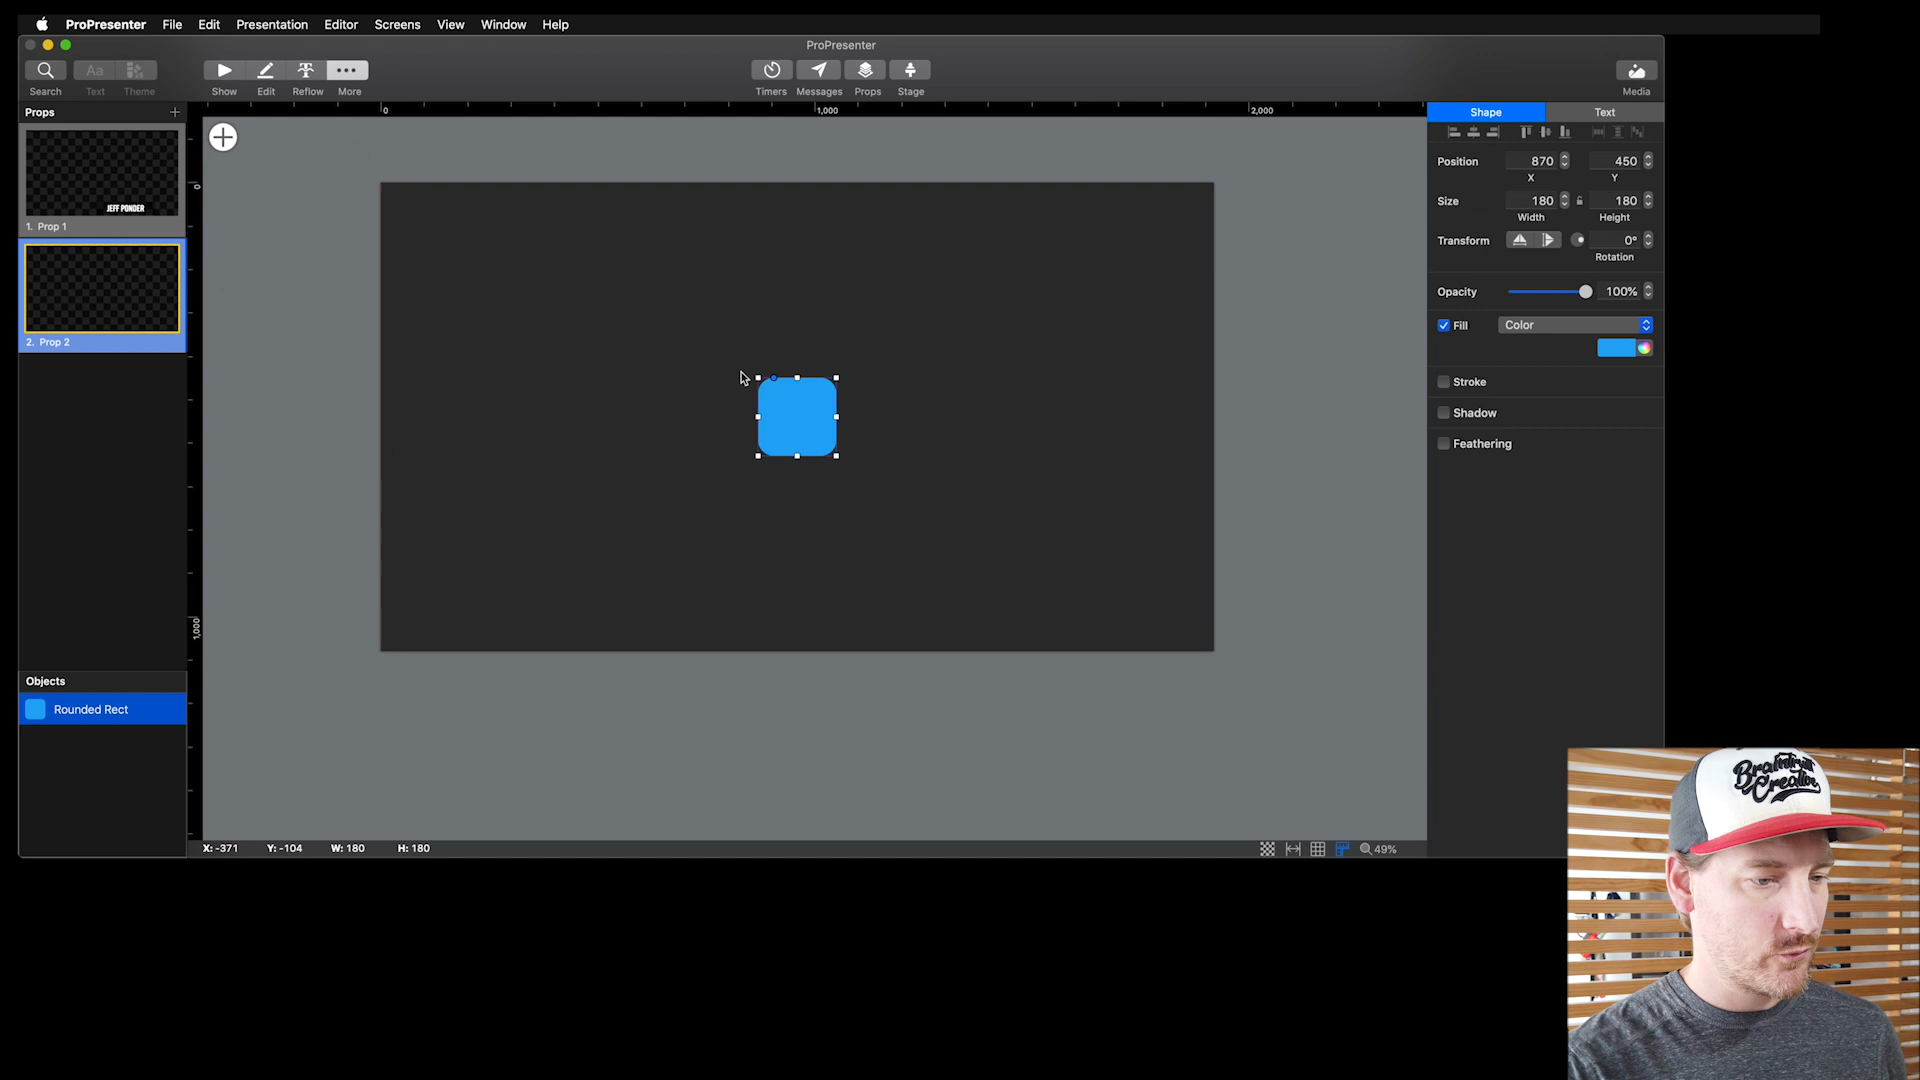 ProPresenter File Edit Presentation Editor Screens View Window Help
ProPresenter
Search Text Theme Show Edit Reflow More Timers Messages Props Stage Media
Aa
Props
0 1,000 2,000
Shape Text
JEFF PONDER
1. Prop 1
2. Prop 2
0
1,000
Position 870 450
X Y
Size 180 180
Width Height
Transform 0°
Rotation
Opacity 100%
Fill Color
Stroke
Shadow
Feathering
Objects
Rounded Rect
X: -371 Y: -104 W: 180 H: 180 49%
Braindryft
Creative